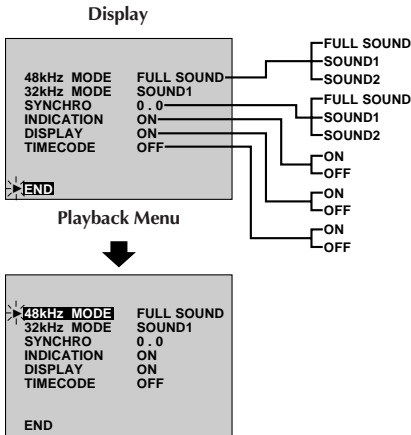 Display
48kHz MODE FULL SOUND
32kHz MODE SOUND1
SYNCHRO 0 . 0
INDICATION ON
DISPLAY ON
TIMECODE OFF
END
FULL SOUND
SOUND1
SOUND2
FULL SOUND
SOUND1
SOUND2
ON
OFF
ON
OFF
ON
OFF
Playback Menu
48kHz MODE FULL SOUND
32kHz MODE SOUND1
SYNCHRO 0 . 0
INDICATION ON
DISPLAY ON
TIMECODE OFF
END